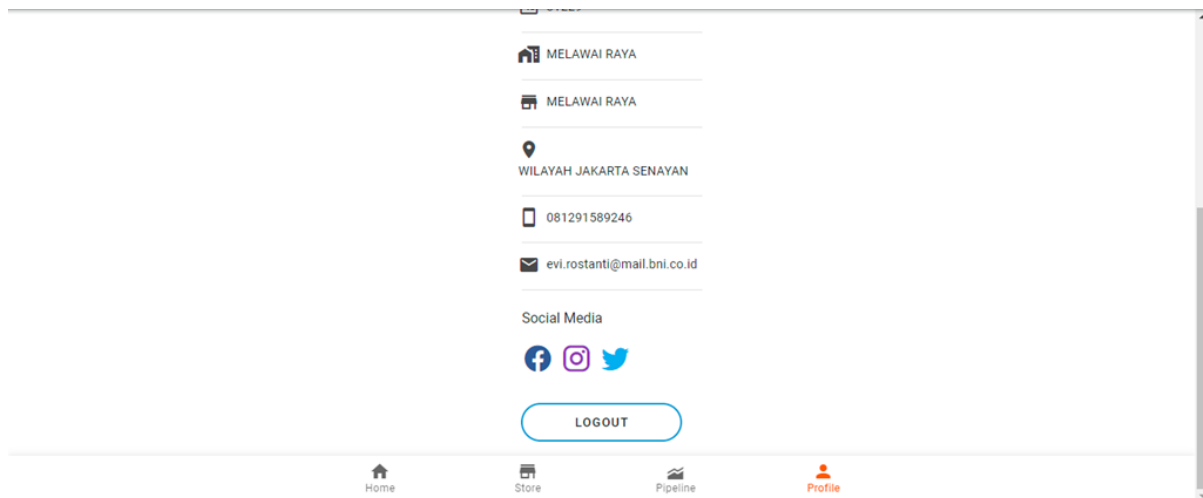 MELAWAI RAYA
MELAWAI RAYA
WILAYAH JAKARTA SENAYAN
081291589246
evi.rostanti@mail.bni.co.id
Social Media
LOGOUT
Home Store Pipeline Profile